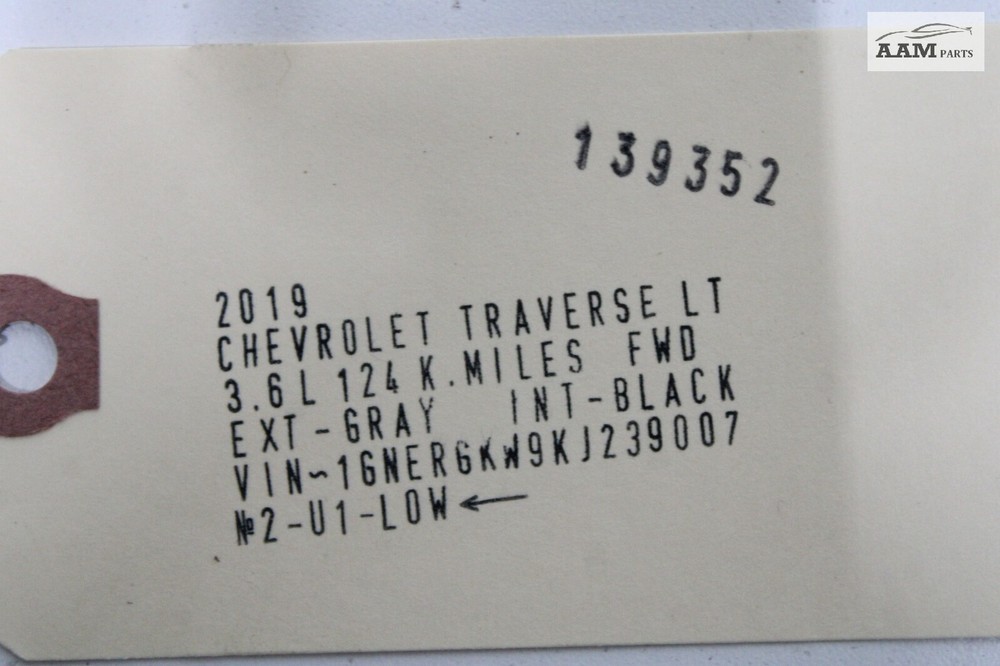 AAM PARTS
139352
2019
CHEVROLET TRAVERSE LT
3.6L 124 K.MILES FWD
EXT-GRAY INT-BLACK
VIN~1GNERGKW9KJ239007
№2-U1-LOW←